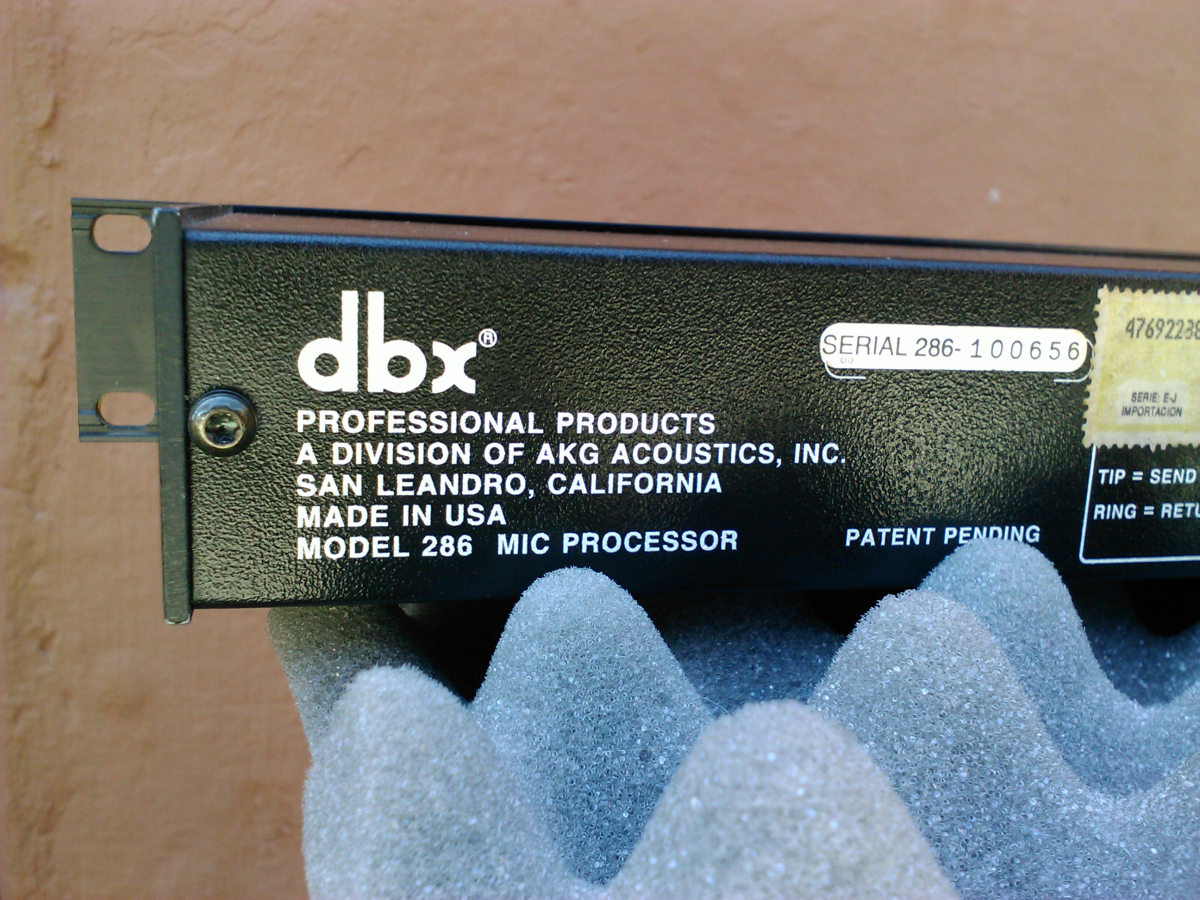 dbx®
PROFESSIONAL PRODUCTS
A DIVISION OF AKG ACOUSTICS, INC.
SAN LEANDRO, CALIFORNIA
MADE IN USA
MODEL 286 MIC PROCESSOR
SERIAL 286- 100656
PATENT PENDING
SERIE: E-J
IMPORTACION
TIP = SEND
RING =